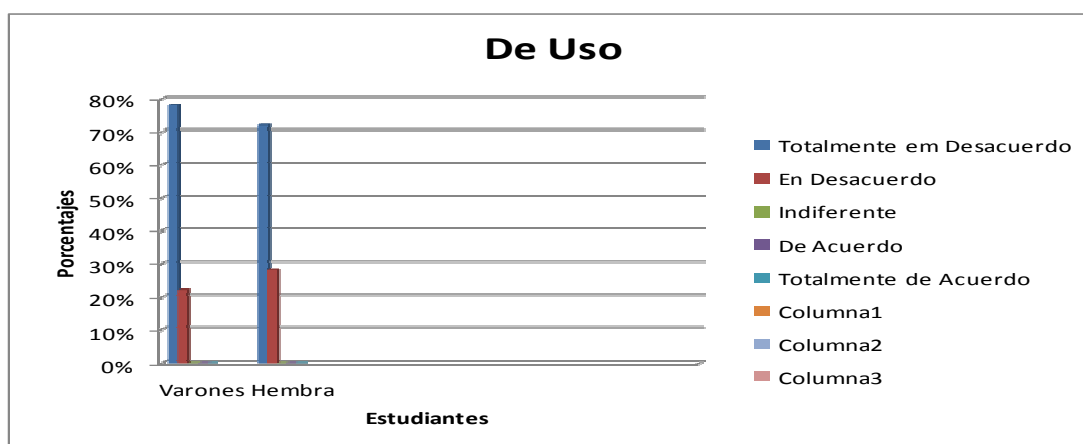 De Uso
80%
70%
60%
50%
40%
30%
20%
10%
0%
Porcentajes
Varones Hembra
Estudiantes
Totalmente em Desacuerdo
En Desacuerdo
Indiferente
De Acuerdo
Totalmente de Acuerdo
Columna1
Columna2
Columna3